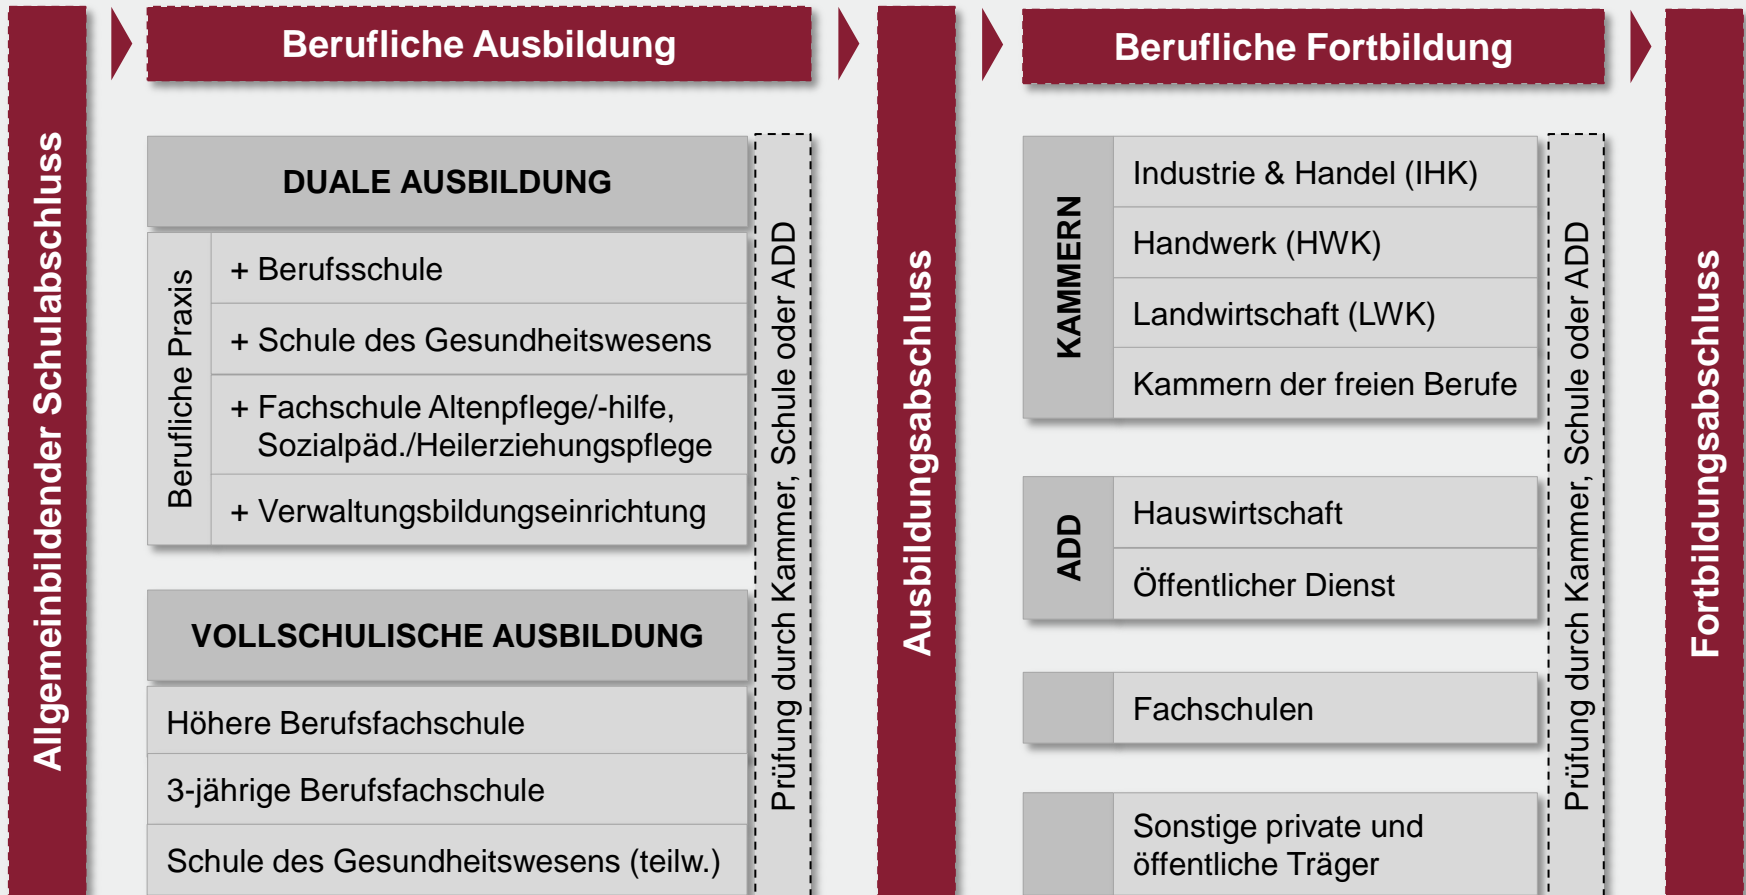 Allgemeinbildender Schulabschluss
Berufliche Ausbildung
DUALE AUSBILDUNG
Berufliche Praxis
+ Berufsschule
+ Schule des Gesundheitswesens
+ Fachschule Altenpflege/-hilfe,
Sozialpäd./Heilerziehungspflege
+ Verwaltungsbildungseinrichtung
VOLLSCHULISCHE AUSBILDUNG
Höhere Berufsfachschule
3-jährige Berufsfachschule
Schule des Gesundheitswesens (teilw.)
Prüfung durch Kammer, Schule oder ADD
Ausbildungsabschluss
Berufliche Fortbildung
KAMMERN
Industrie & Handel (IHK)
Handwerk (HWK)
Landwirtschaft (LWK)
Kammern der freien Berufe
ADD
Hauswirtschaft
Öffentlicher Dienst
Fachschulen
Sonstige private und
öffentliche Träger
Prüfung durch Kammer, Schule oder ADD
Fortbildungsabschluss